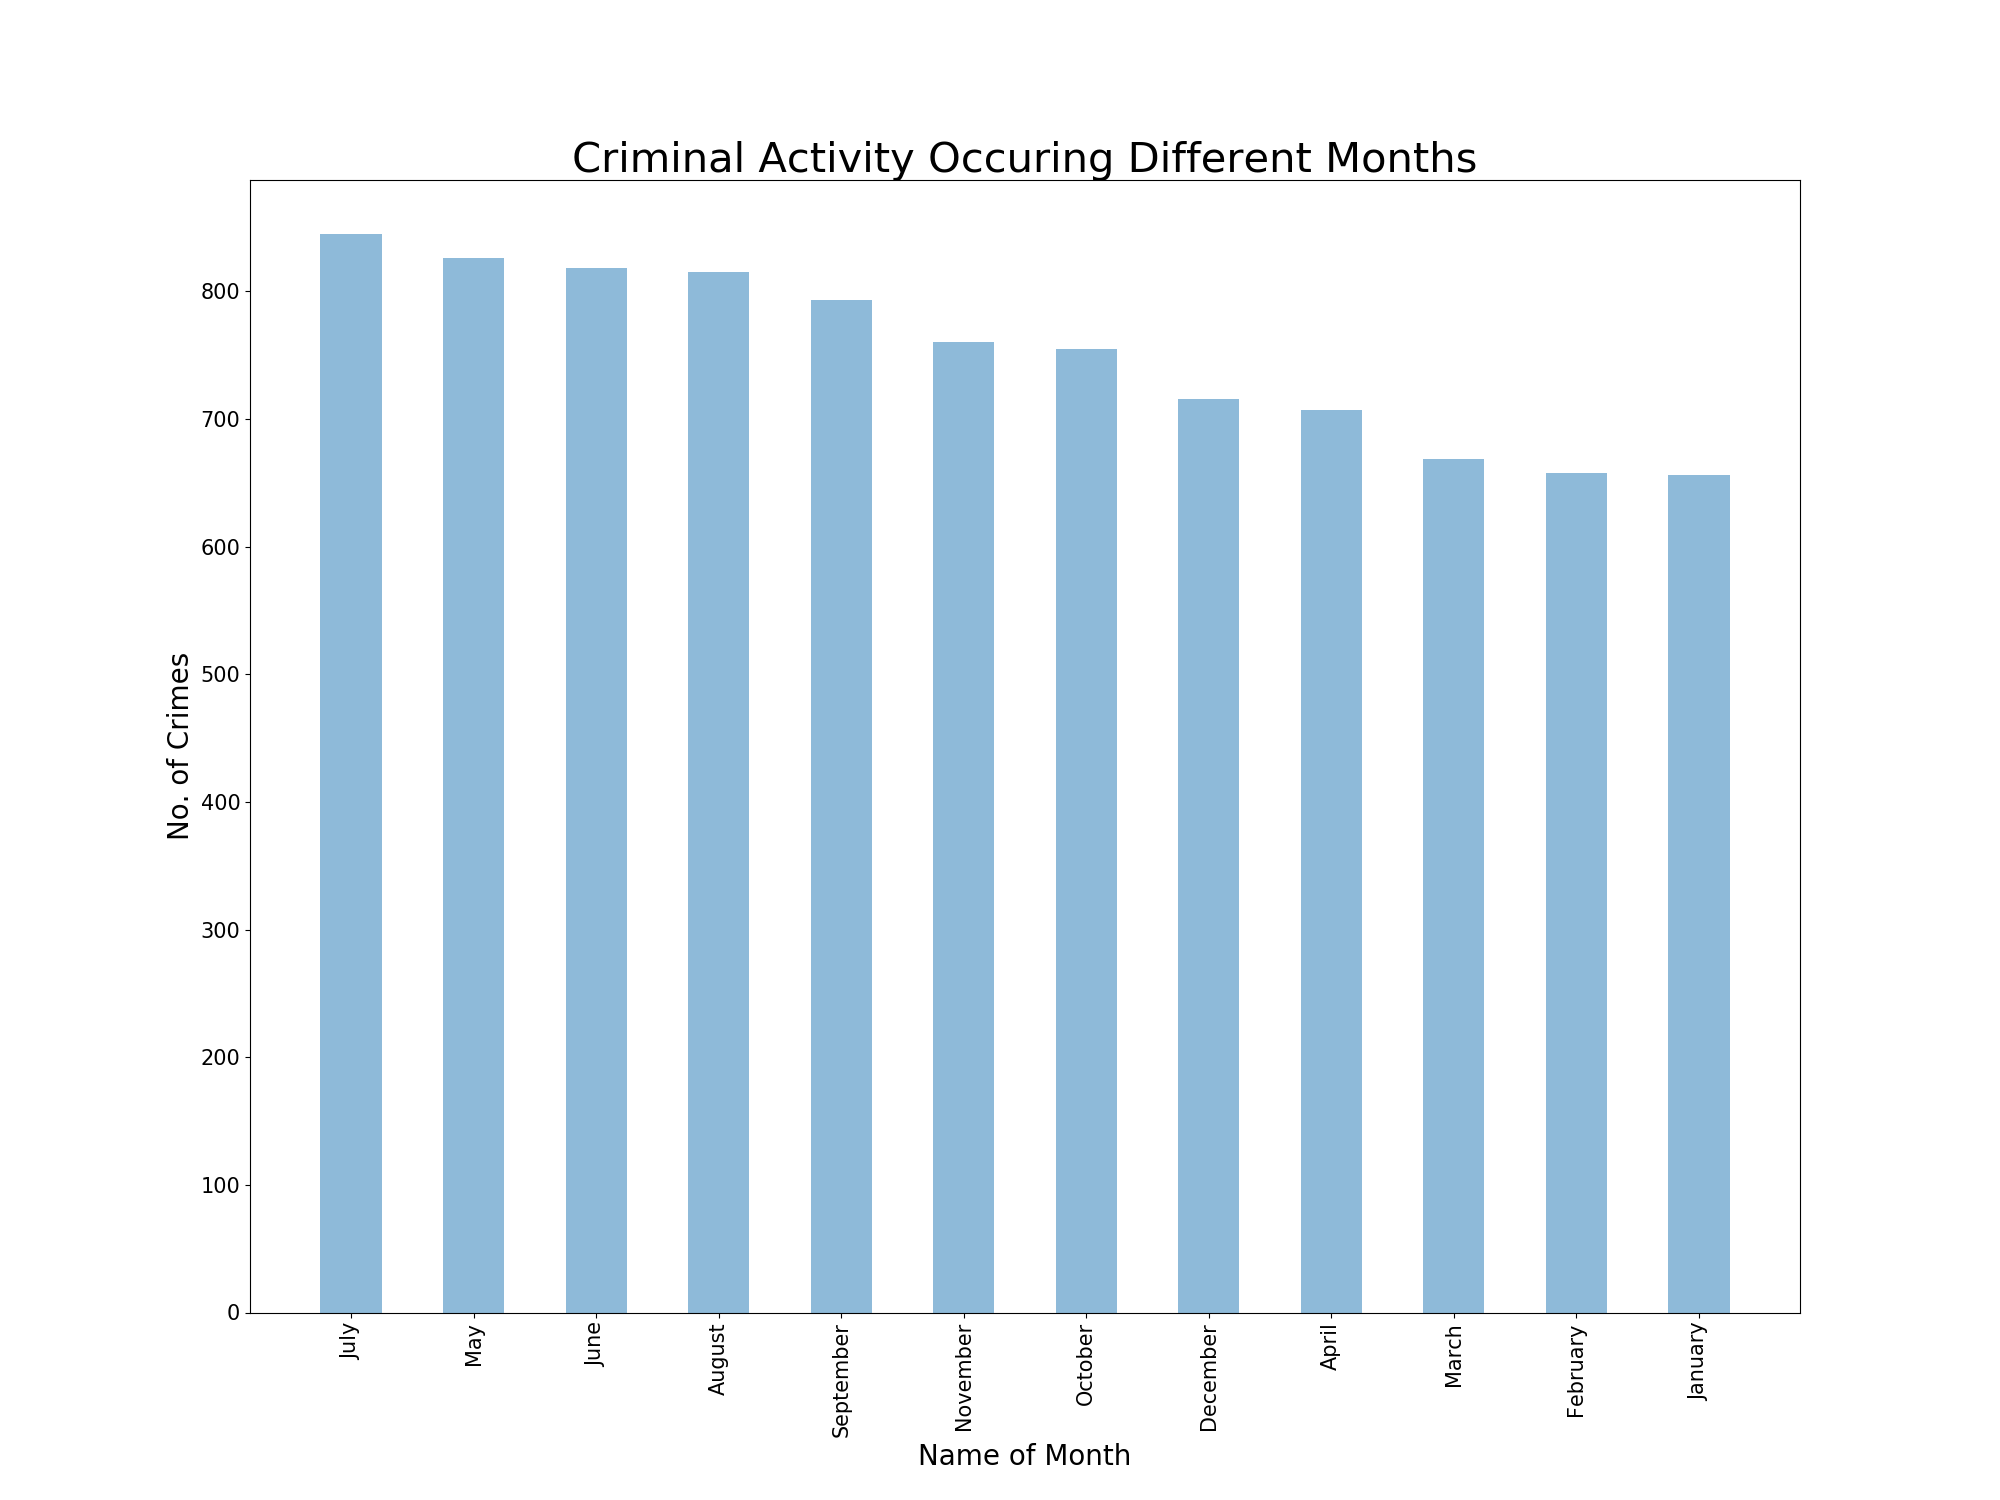 Criminal Activity Occuring Different Months
No. of Crimes
800
700
600
500
400
300
200
100
0
July
May
June
August
September
November
October
December
April
March
February
January
Name of Month